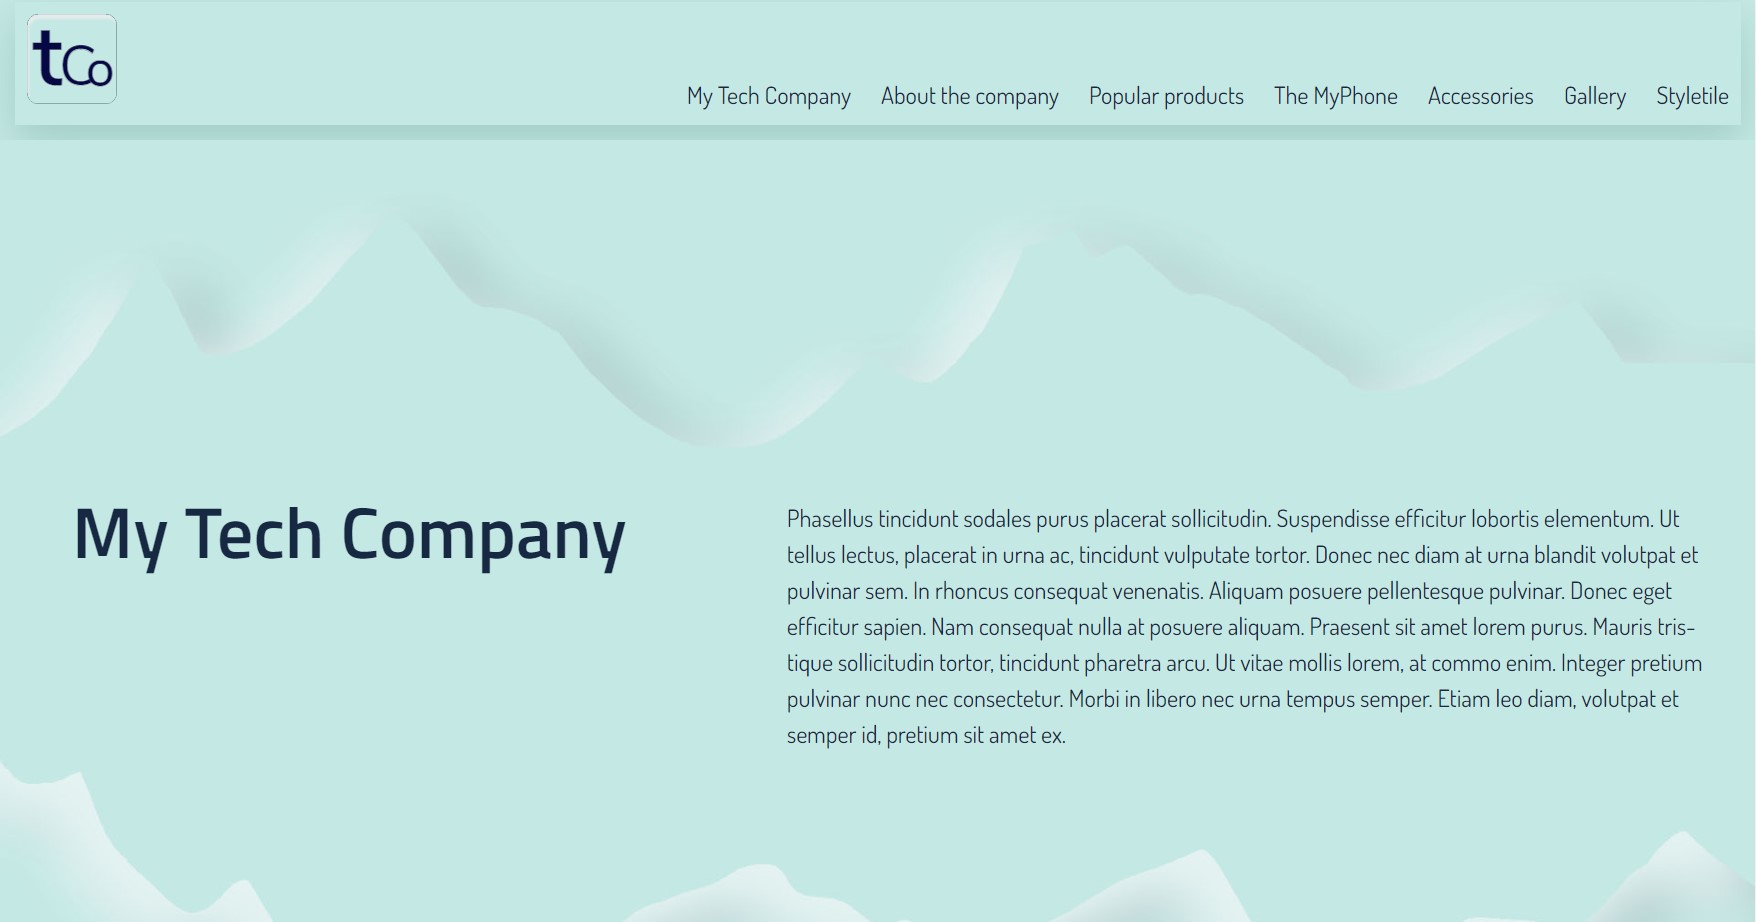 tCo
My Tech Company About the company Popular products The MyPhone Accessories Gallery Styletile
My Tech Company
Phasellus tincidunt sodales purus placerat sollicitudin. Suspendisse efficitur lobortis elementum. Ut
tellus lectus, placerat in urna ac, tincidunt vulputate tortor. Donec nec diam at urna blandit volutpat et
pulvinar sem. In rhoncus consequat venenatis. Aliquam posuere pellentesque pulvinar. Donec eget
efficitur sapien. Nam consequat nulla at posuere aliquam. Praesent sit amet lorem purus. Mauris tris-
tique sollicitudin tortor, tincidunt pharetra arcu. Ut vitae mollis lorem, at commo enim. Integer pretium
pulvinar nunc nec consectetur. Morbi in libero nec urna tempus semper. Etiam leo diam, volutpat et
semper id, pretium sit amet ex.